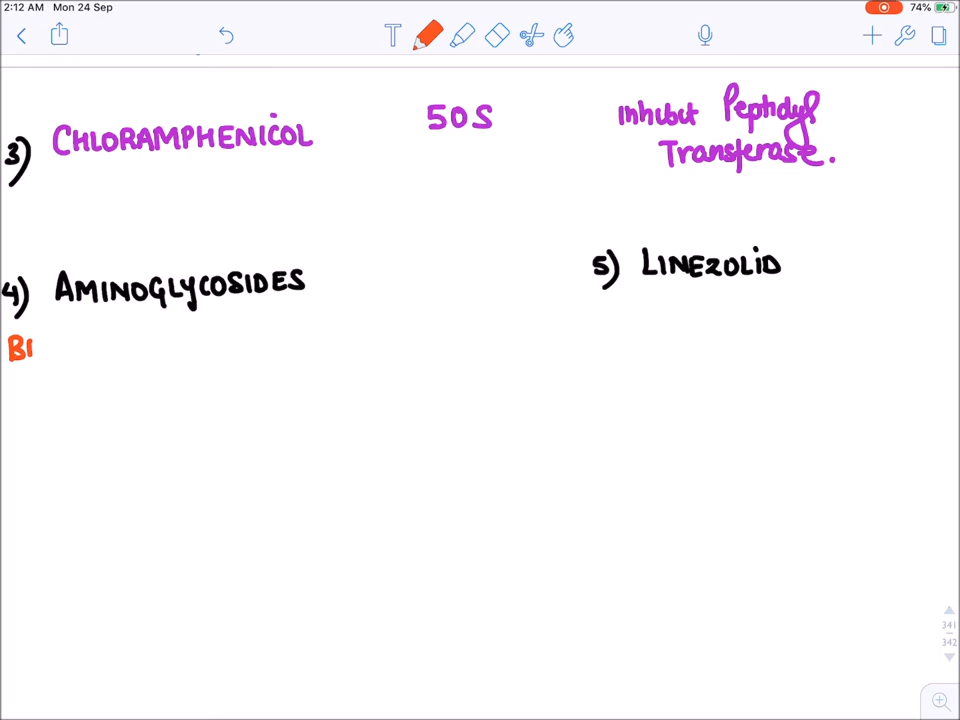 2:12 AM Mon 24 Sep 74%
T
3) CHLORAMPHENICOL 50S Inhibit Peptidyl
Transferase.
4) AMINOGLYCOSIDES 5) LINEZOLID
BI
341
342